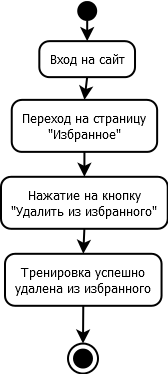 Вход на сайт
Переход на страницу
"Избранное"
Нажатие на кнопку
"Удалить из избранного"
Тренировка успешно
удалена из избранного